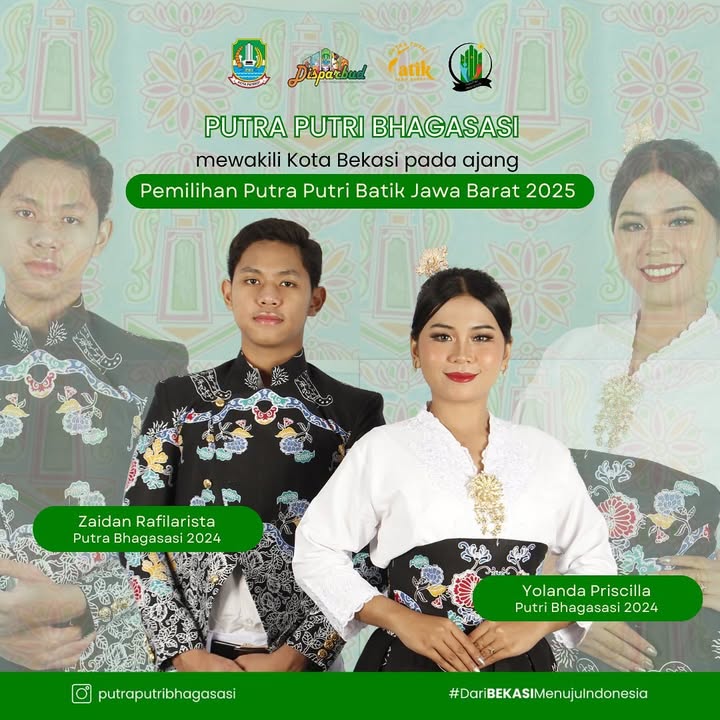 Disparbud
Batik
PUTRA PUTRI BHAGASASI
mewakili Kota Bekasi pada ajang
Pemilihan Putra Putri Batik Jawa Barat 2025
Zaidan Rafilarista
Putra Bhagasasi 2024
Yolanda Priscilla
Putri Bhagasasi 2024
putraputribhagasasi
#DariBEKASIMenujuIndonesia